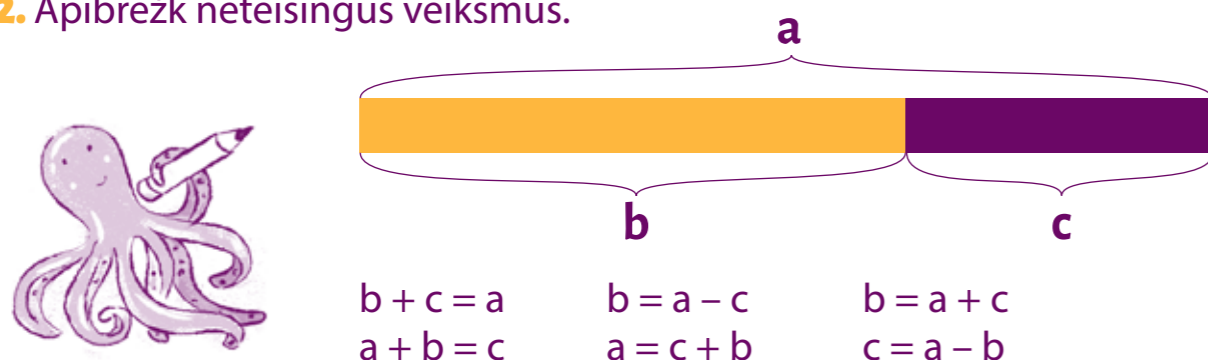 2. Apibrėžk neteisingus veiksmus.
a
b
c
b + c = a b = a – c b = a + c
a + b = c a = c + b c = a – b